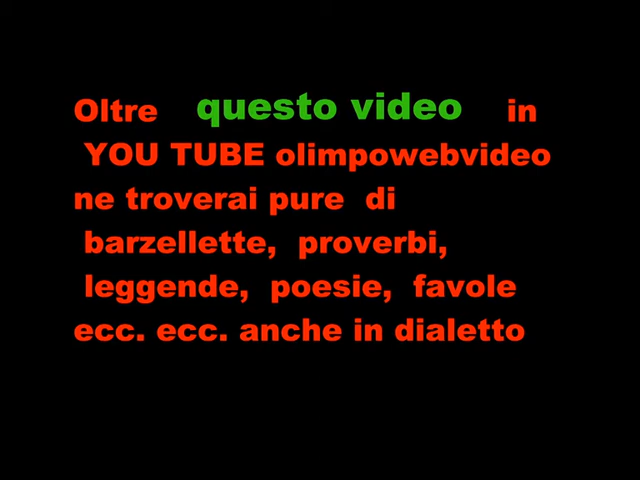 Oltre questo video in
YOU TUBE olimpowebvideo
ne troverai pure di
barzellette, proverbi,
leggende, poesie, favole
ecc. ecc. anche in dialetto